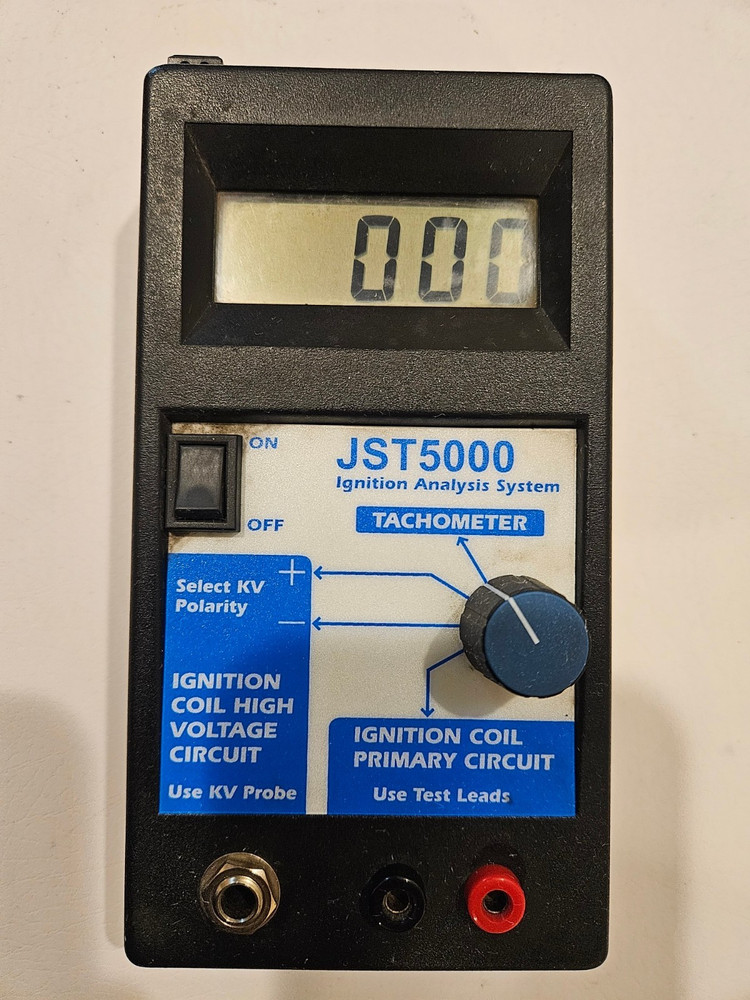 000
ON
JST5000
Ignition Analysis System
OFF
TACHOMETER
+
Select KV
Polarity
−
IGNITION
COIL HIGH
VOLTAGE
CIRCUIT
Use KV Probe
IGNITION COIL
PRIMARY CIRCUIT
Use Test Leads